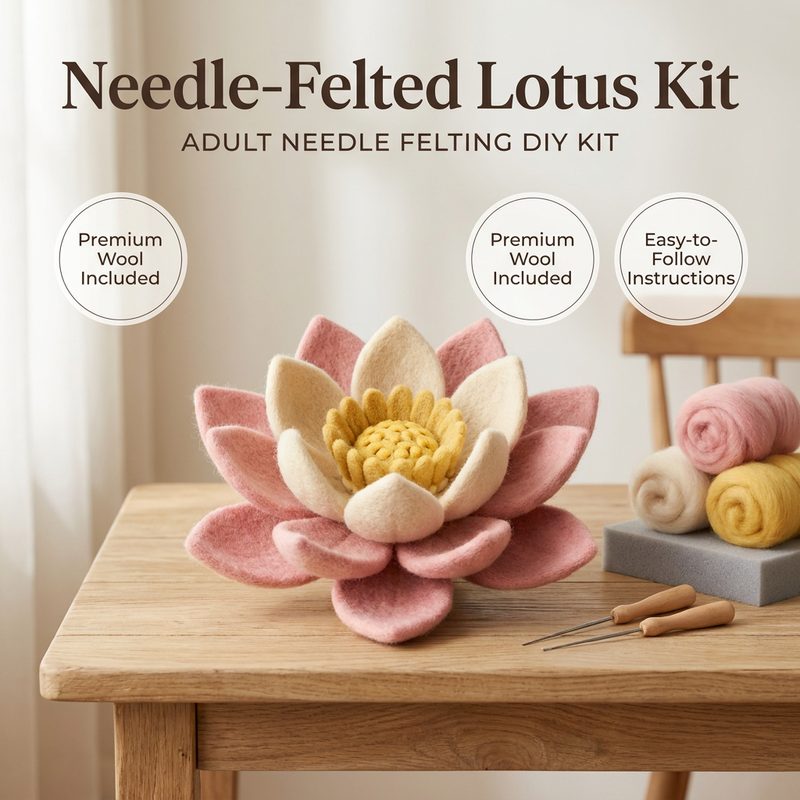 Needle-Felted Lotus Kit
ADULT NEEDLE FELTING DIY KIT
Premium
Wool
Included
Premium
Wool
Included
Easy-to-
Follow
Instructions